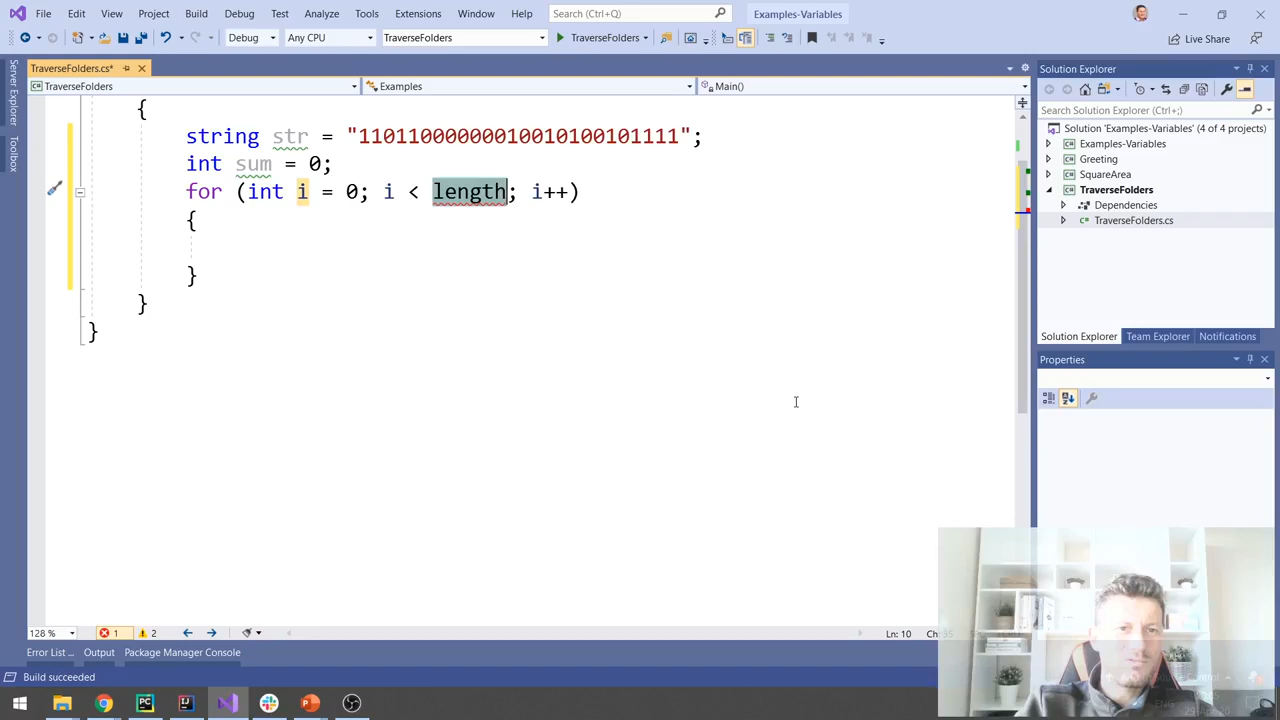 File Edit View Project Build Debug Test Analyze Tools Extensions Window Help Search (Ctrl+Q) Examples-Variables
Debug Any CPU TraverseFolders TraverseFolders Live Share
Server Explorer
Toolbox
TraverseFolders.cs*
TraverseFolders Examples Main()
{
string str = "1101100000010010100101111";
int sum = 0;
for (int i = 0; i < length; i++)
{
}
}
}
128 % 1 2 Ln: 10
Error List ... Output Package Manager Console
Build succeeded
Solution Explorer
Search Solution Explorer (Ctrl+;)
Solution 'Examples-Variables' (4 of 4 projects)
Examples-Variables
Greeting
SquareArea
TraverseFolders
Dependencies
TraverseFolders.cs
Solution Explorer Team Explorer Notifications
Properties